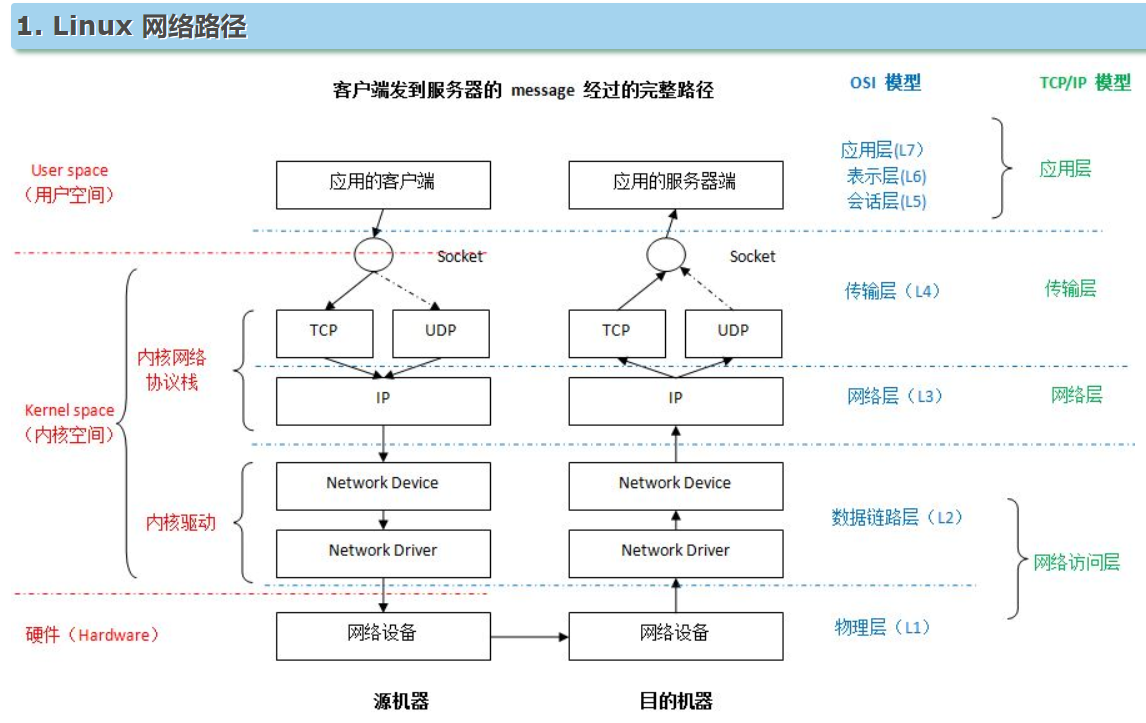 1. Linux 网络路径
客户端发到服务器的 message 经过的完整路径
OSI 模型
TCP/IP 模型
User space
（用户空间）
应用的客户端
应用的服务器端
应用层(L7）
表示层(L6)
会话层(L5)
应用层
Socket
Socket
传输层（L4）
传输层
TCP
UDP
TCP
UDP
内核网络
协议栈
IP
IP
网络层（L3）
网络层
Kernel space
（内核空间）
Network Device
Network Device
内核驱动
数据链路层（L2）
Network Driver
Network Driver
网络访问层
硬件（Hardware）
网络设备
网络设备
物理层（L1）
源机器
目的机器